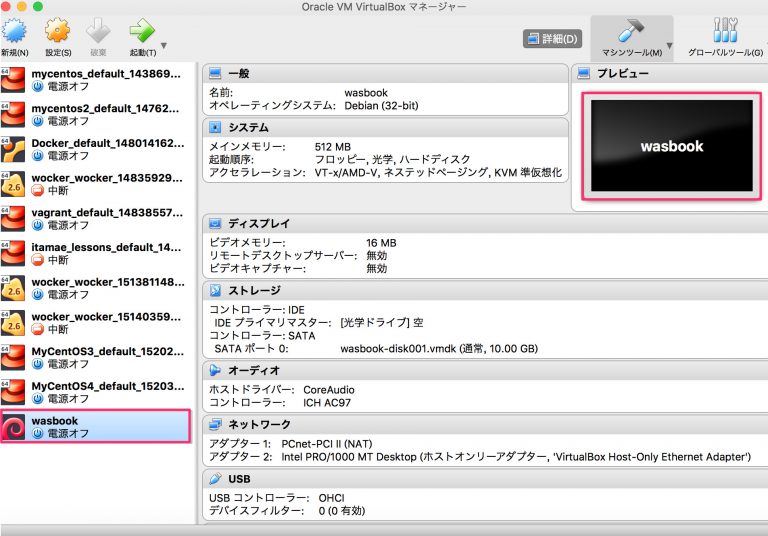 Oracle VM VirtualBox マネージャー
新規(N) 設定(S) 破棄 起動(T) 詳細(D) マシンツール(M) グローバルツール(G)
64 mycentos_default_143869...
電源オフ
64 mycentos2_default_14762...
電源オフ
64 Docker_default_148014162...
電源オフ
64 2.6 wocker_wocker_14835929...
中断
64 vagrant_default_14838557...
電源オフ
64 itamae_lessons_default_14...
中断
64 2.6 wocker_wocker_151381148...
電源オフ
64 2.6 wocker_wocker_15140359...
中断
64 MyCentOS3_default_15202...
電源オフ
64 MyCentOS4_default_15203...
電源オフ
wasbook
電源オフ
一般
名前: wasbook
オペレーティングシステム: Debian (32-bit)
システム
メインメモリー: 512 MB
起動順序: フロッピー, 光学, ハードディスク
アクセラレーション: VT-x/AMD-V, ネステッドページング, KVM 準仮想化
プレビュー
wasbook
ディスプレイ
ビデオメモリー: 16 MB
リモートデスクトップサーバー: 無効
ビデオキャプチャー: 無効
ストレージ
コントローラー: IDE
IDE プライマリマスター: [光学ドライブ] 空
コントローラー: SATA
SATA ポート 0: wasbook-disk001.vmdk (通常, 10.00 GB)
オーディオ
ホストドライバー: CoreAudio
コントローラー: ICH AC97
ネットワーク
アダプター 1: PCnet-PCI II (NAT)
アダプター 2: Intel PRO/1000 MT Desktop (ホストオンリーアダプター, 'VirtualBox Host-Only Ethernet Adapter')
USB
USB コントローラー: OHCI
デバイスフィルター: 0 (0 有効)